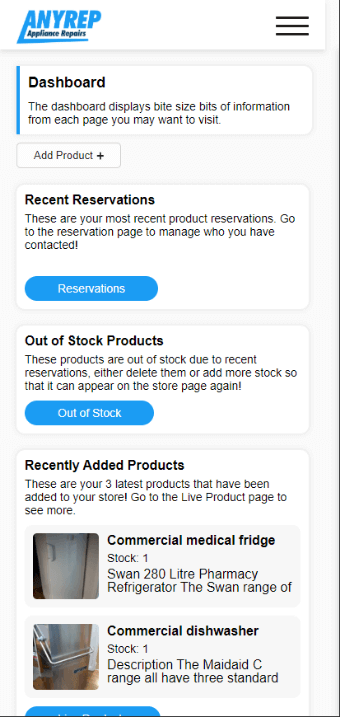 ANYREP
Appliance Repairs
Dashboard
The dashboard displays bite size bits of information
from each page you may want to visit.
Add Product +
Recent Reservations
These are your most recent product reservations. Go
to the reservation page to manage who you have
contacted!
Reservations
Out of Stock Products
These products are out of stock due to recent
reservations, either delete them or add more stock so
that it can appear on the store page again!
Out of Stock
Recently Added Products
These are your 3 latest products that have been
added to your store! Go to the Live Product page to
see more.
Commercial medical fridge
Stock: 1
Swan 280 Litre Pharmacy
Refrigerator The Swan range of
Commercial dishwasher
Stock: 1
Description The Maidaid C
range all have three standard